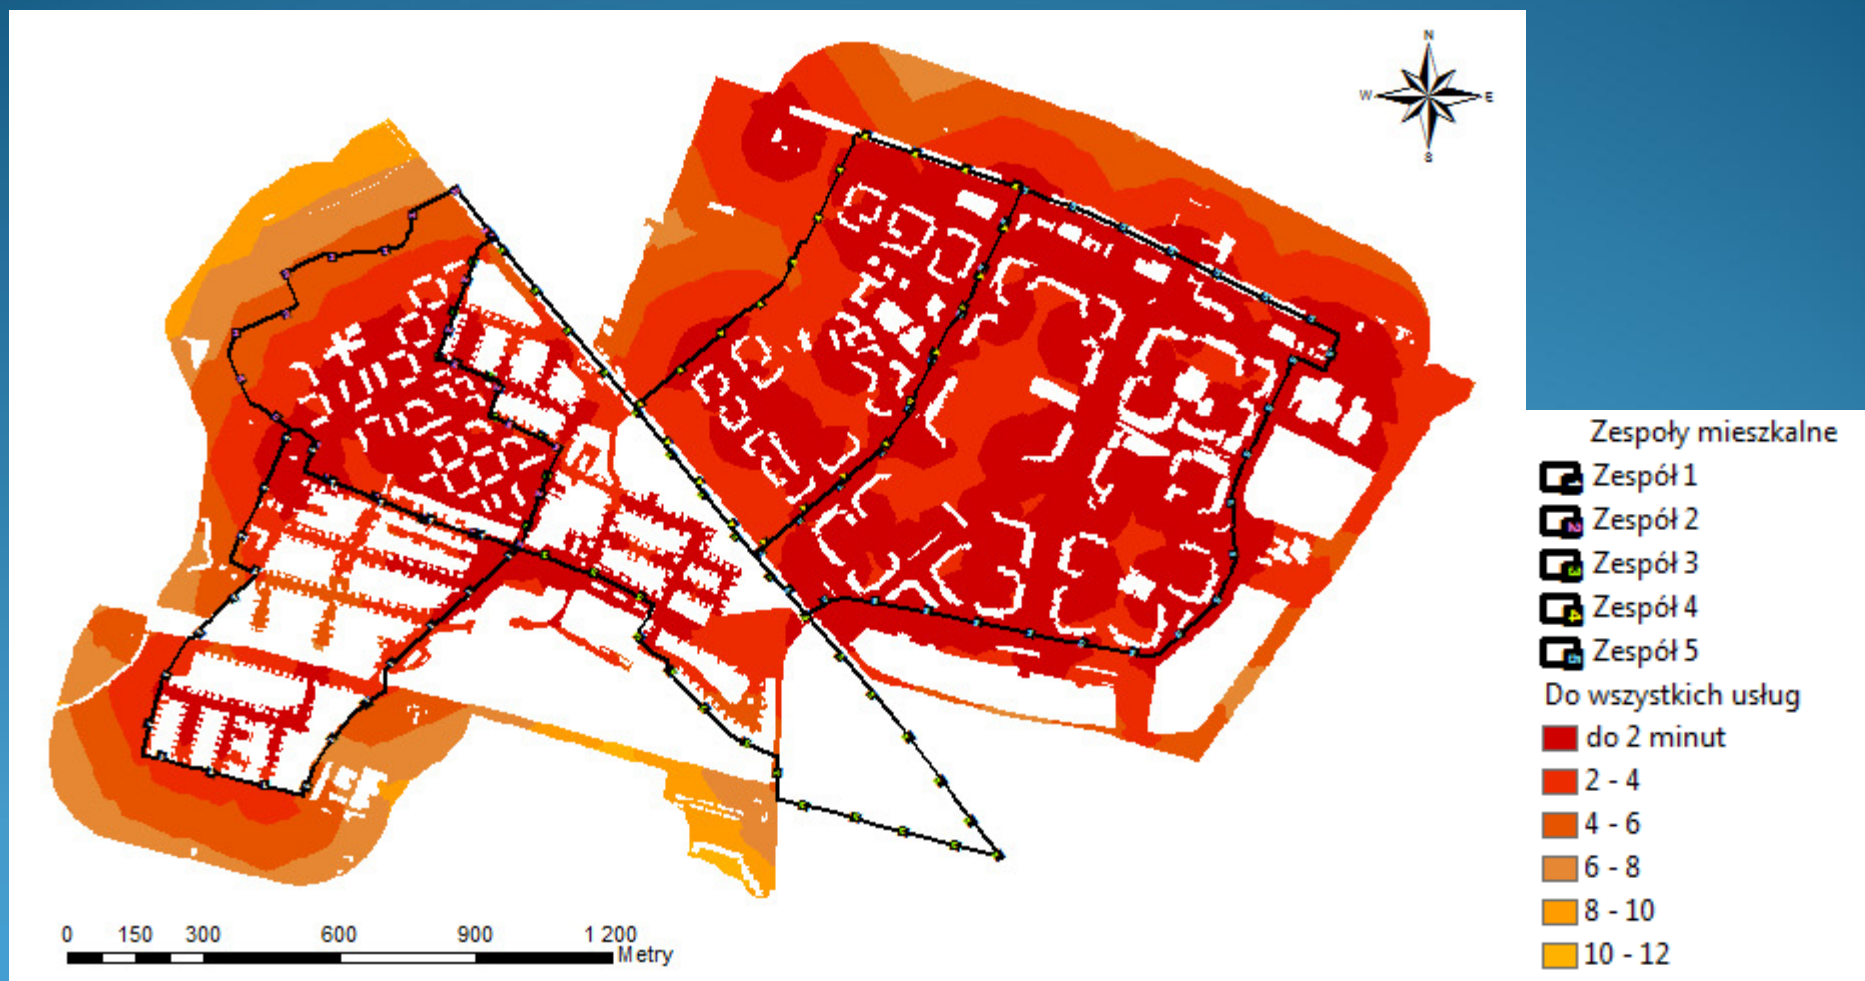 N
W E
S
Zespoły mieszkalne
Zespół 1
Zespół 2
Zespół 3
Zespół 4
Zespół 5
Do wszystkich usług
do 2 minut
2 - 4
4 - 6
6 - 8
8 - 10
10 - 12
0 150 300 600 900 1 200
Metry